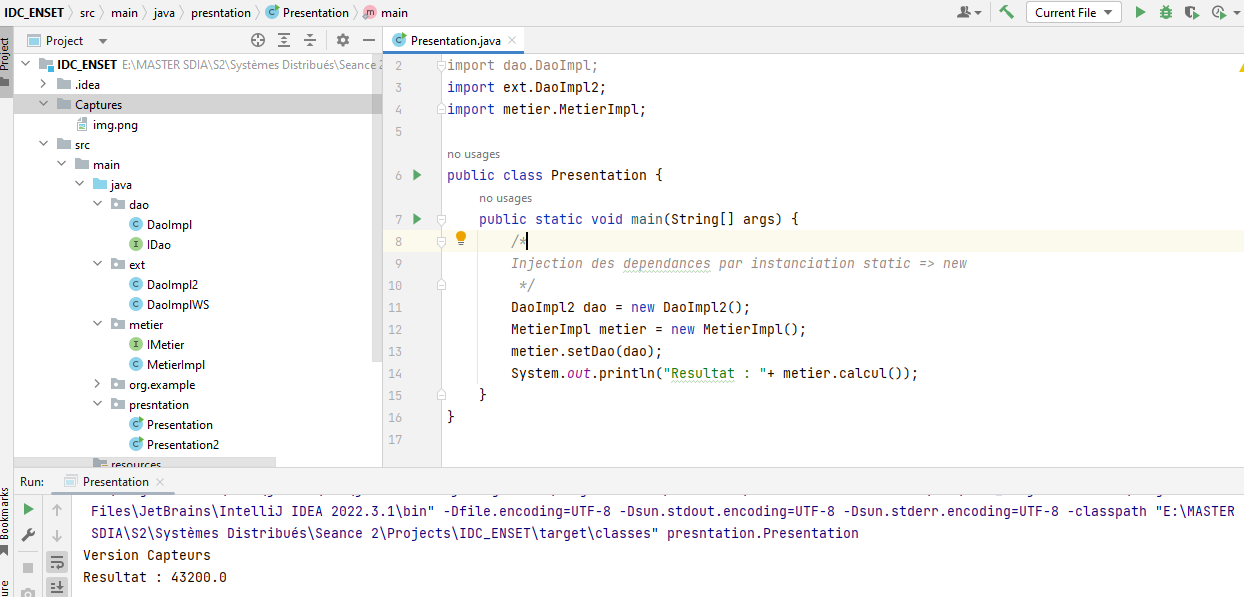 IDC_ENSET src main java presntation Presentation main
Current File
Project
Presentation.java
Project
IDC_ENSET E:\MASTER SDIA\S2\Systèmes Distribués\Seance 2
.idea
Captures
img.png
src
main
java
dao
DaoImpl
IDao
ext
DaoImpl2
DaoImplWS
metier
IMetier
MetierImpl
org.example
presntation
Presentation
Presentation2
resources
2 import dao.DaoImpl;
3 import ext.DaoImpl2;
4 import metier.MetierImpl;
5
no usages
6 public class Presentation {
no usages
7 public static void main(String[] args) {
8 /*
9 Injection des dependances par instanciation static => new
10 */
11 DaoImpl2 dao = new DaoImpl2();
12 MetierImpl metier = new MetierImpl();
13 metier.setDao(dao);
14 System.out.println("Resultat : "+ metier.calcul());
15 }
16 }
17
Run: Presentation
Bookmarks
Files\JetBrains\IntelliJ IDEA 2022.3.1\bin" -Dfile.encoding=UTF-8 -Dsun.stdout.encoding=UTF-8 -Dsun.stderr.encoding=UTF-8 -classpath "E:\MASTER
SDIA\S2\Systèmes Distribués\Seance 2\Projects\IDC_ENSET\target\classes" presntation.Presentation
Version Capteurs
Resultat : 43200.0